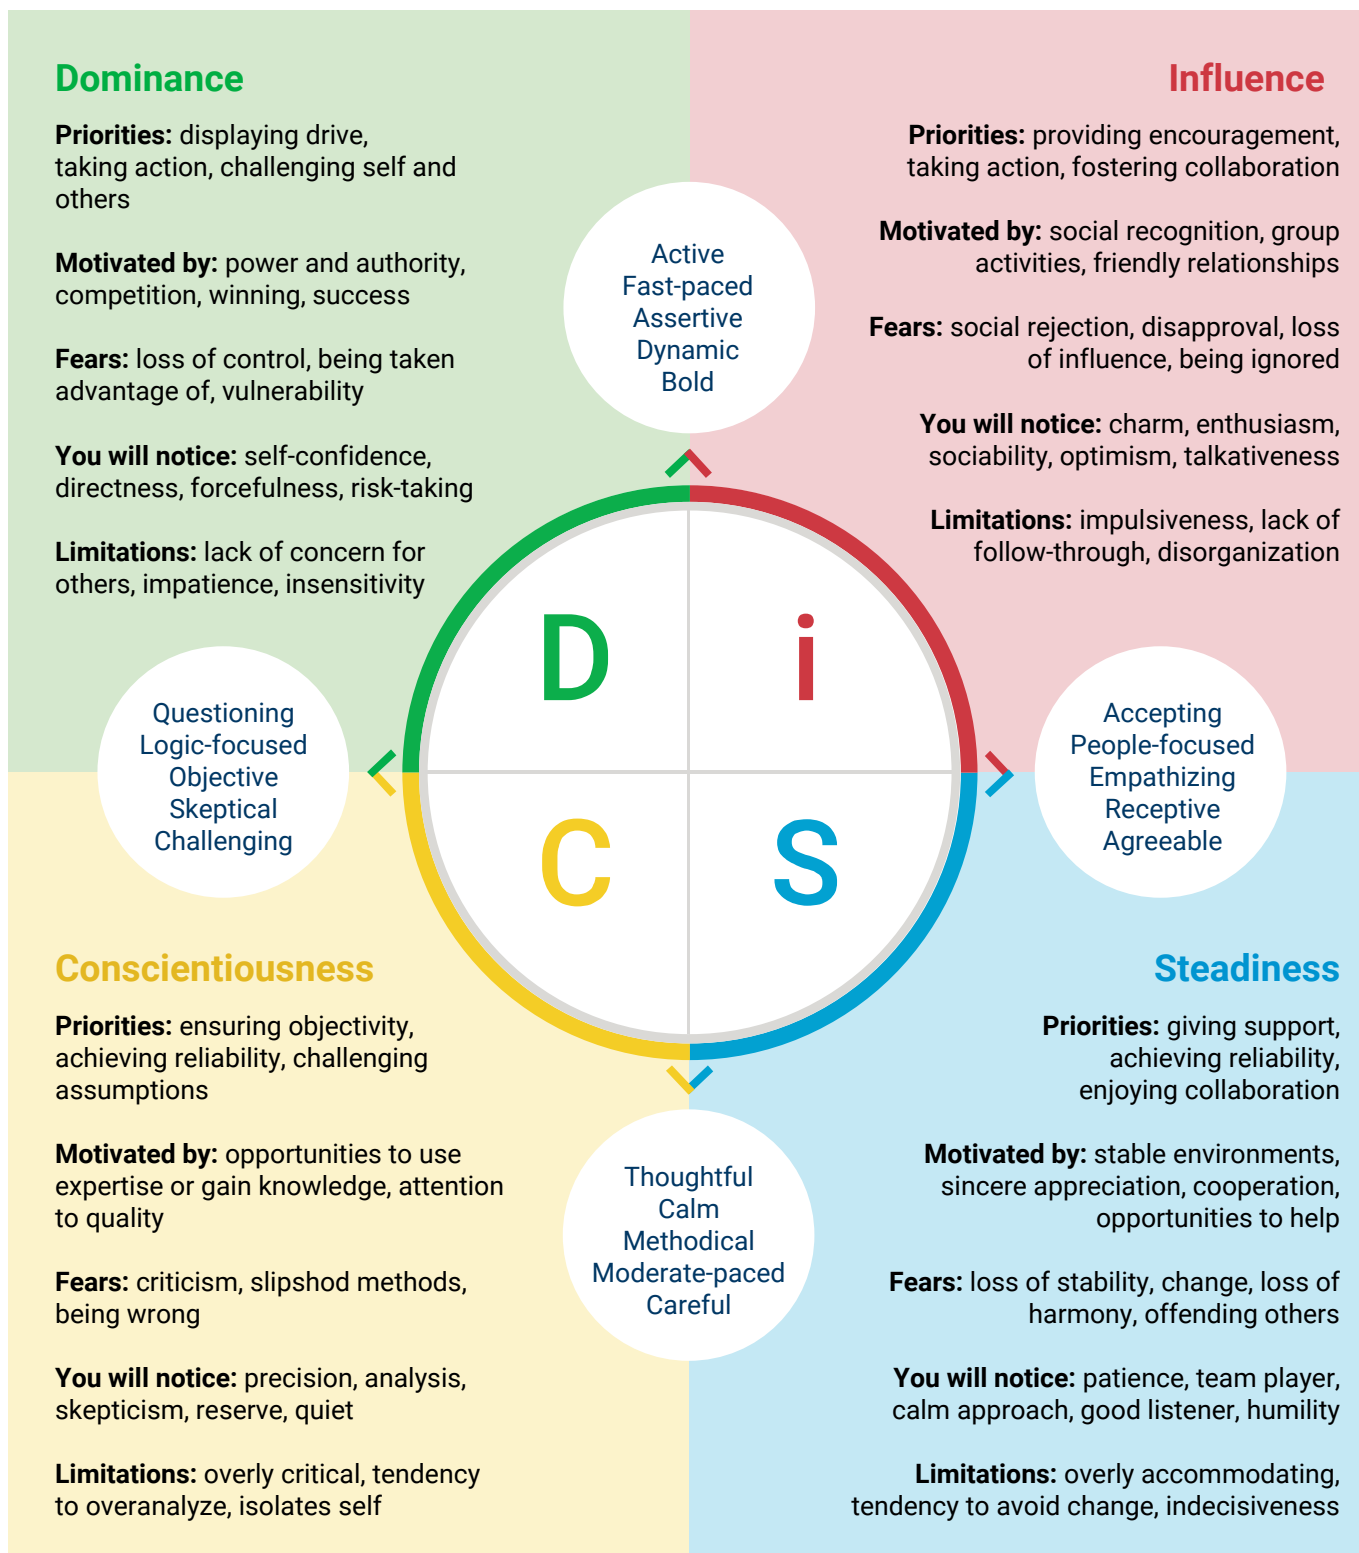 Dominance
Priorities: displaying drive,
taking action, challenging self and
others
Motivated by: power and authority,
competition, winning, success
Fears: loss of control, being taken
advantage of, vulnerability
You will notice: self-confidence,
directness, forcefulness, risk-taking
Limitations: lack of concern for
others, impatience, insensitivity
Influence
Priorities: providing encouragement,
taking action, fostering collaboration
Motivated by: social recognition, group
activities, friendly relationships
Fears: social rejection, disapproval, loss
of influence, being ignored
You will notice: charm, enthusiasm,
sociability, optimism, talkativeness
Limitations: impulsiveness, lack of
follow-through, disorganization
Active
Fast-paced
Assertive
Dynamic
Bold
Questioning
Logic-focused
Objective
Skeptical
Challenging
D
i
C
S
Accepting
People-focused
Empathizing
Receptive
Agreeable
Conscientiousness
Priorities: ensuring objectivity,
achieving reliability, challenging
assumptions
Motivated by: opportunities to use
expertise or gain knowledge, attention
to quality
Fears: criticism, slipshod methods,
being wrong
You will notice: precision, analysis,
skepticism, reserve, quiet
Limitations: overly critical, tendency
to overanalyze, isolates self
Thoughtful
Calm
Methodical
Moderate-paced
Careful
Steadiness
Priorities: giving support,
achieving reliability,
enjoying collaboration
Motivated by: stable environments,
sincere appreciation, cooperation,
opportunities to help
Fears: loss of stability, change, loss of
harmony, offending others
You will notice: patience, team player,
calm approach, good listener, humility
Limitations: overly accommodating,
tendency to avoid change, indecisiveness